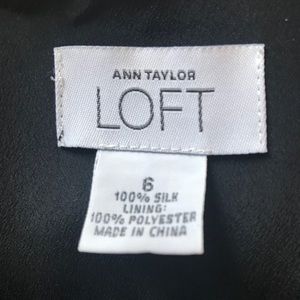 ANN TAYLOR
LOFT
6
100% SILK
LINING:
100% POLYESTER
MADE IN CHINA